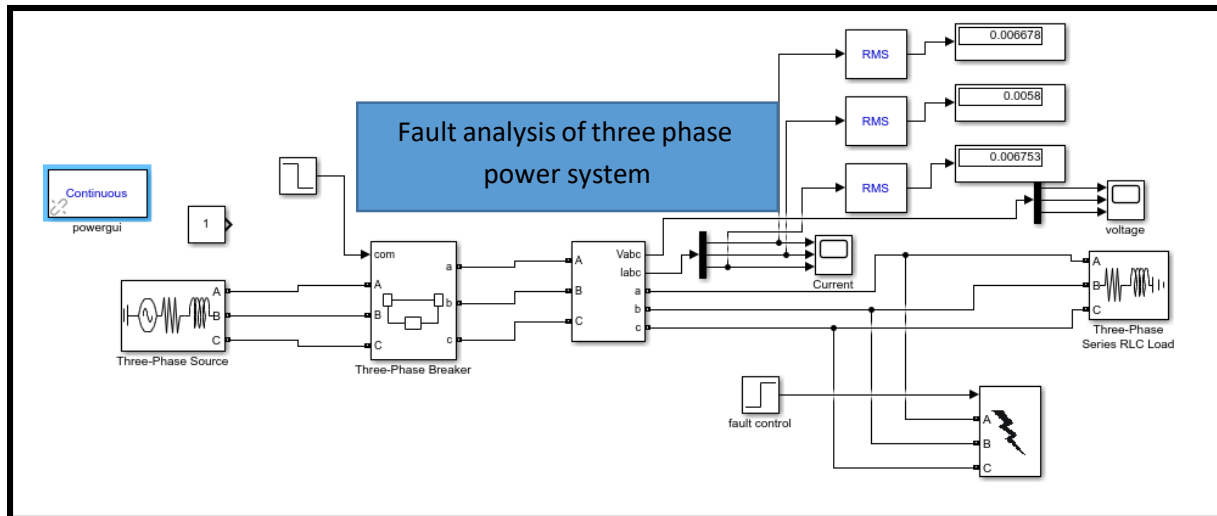 RMS
0.006678
RMS
0.0058
RMS
0.006753
Fault analysis of three phase
power system
Continuous
powergui
1
com
A
B
C
a
b
c
Three-Phase Breaker
A
B
C
Three-Phase Source
A
B
C
Vabc
Iabc
a
b
c
Current
voltage
A
B
C
Three-Phase
Series RLC Load
fault control
A
B
C